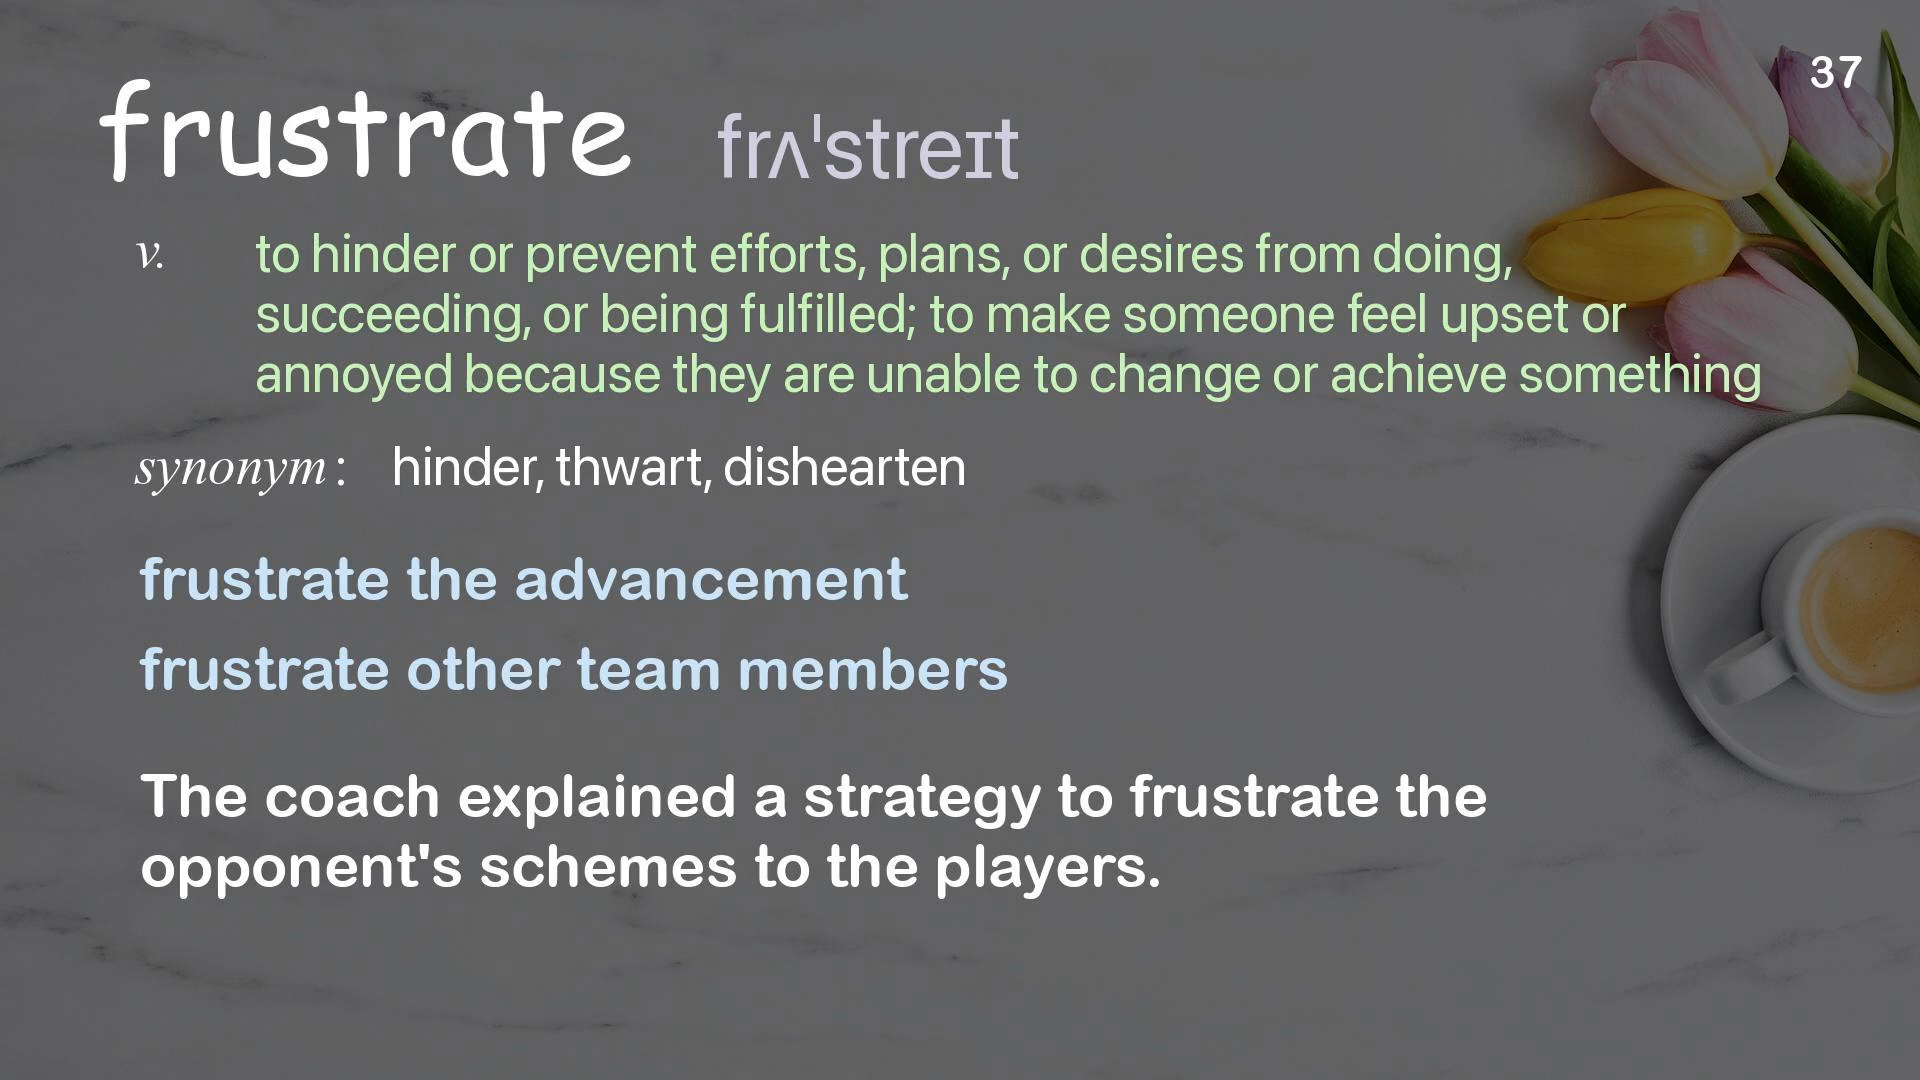 37
frustrate frʌˈstreɪt
v. to hinder or prevent efforts, plans, or desires from doing,
succeeding, or being fulfilled; to make someone feel upset or
annoyed because they are unable to change or achieve something
synonym : hinder, thwart, dishearten
frustrate the advancement
frustrate other team members
The coach explained a strategy to frustrate the
opponent's schemes to the players.